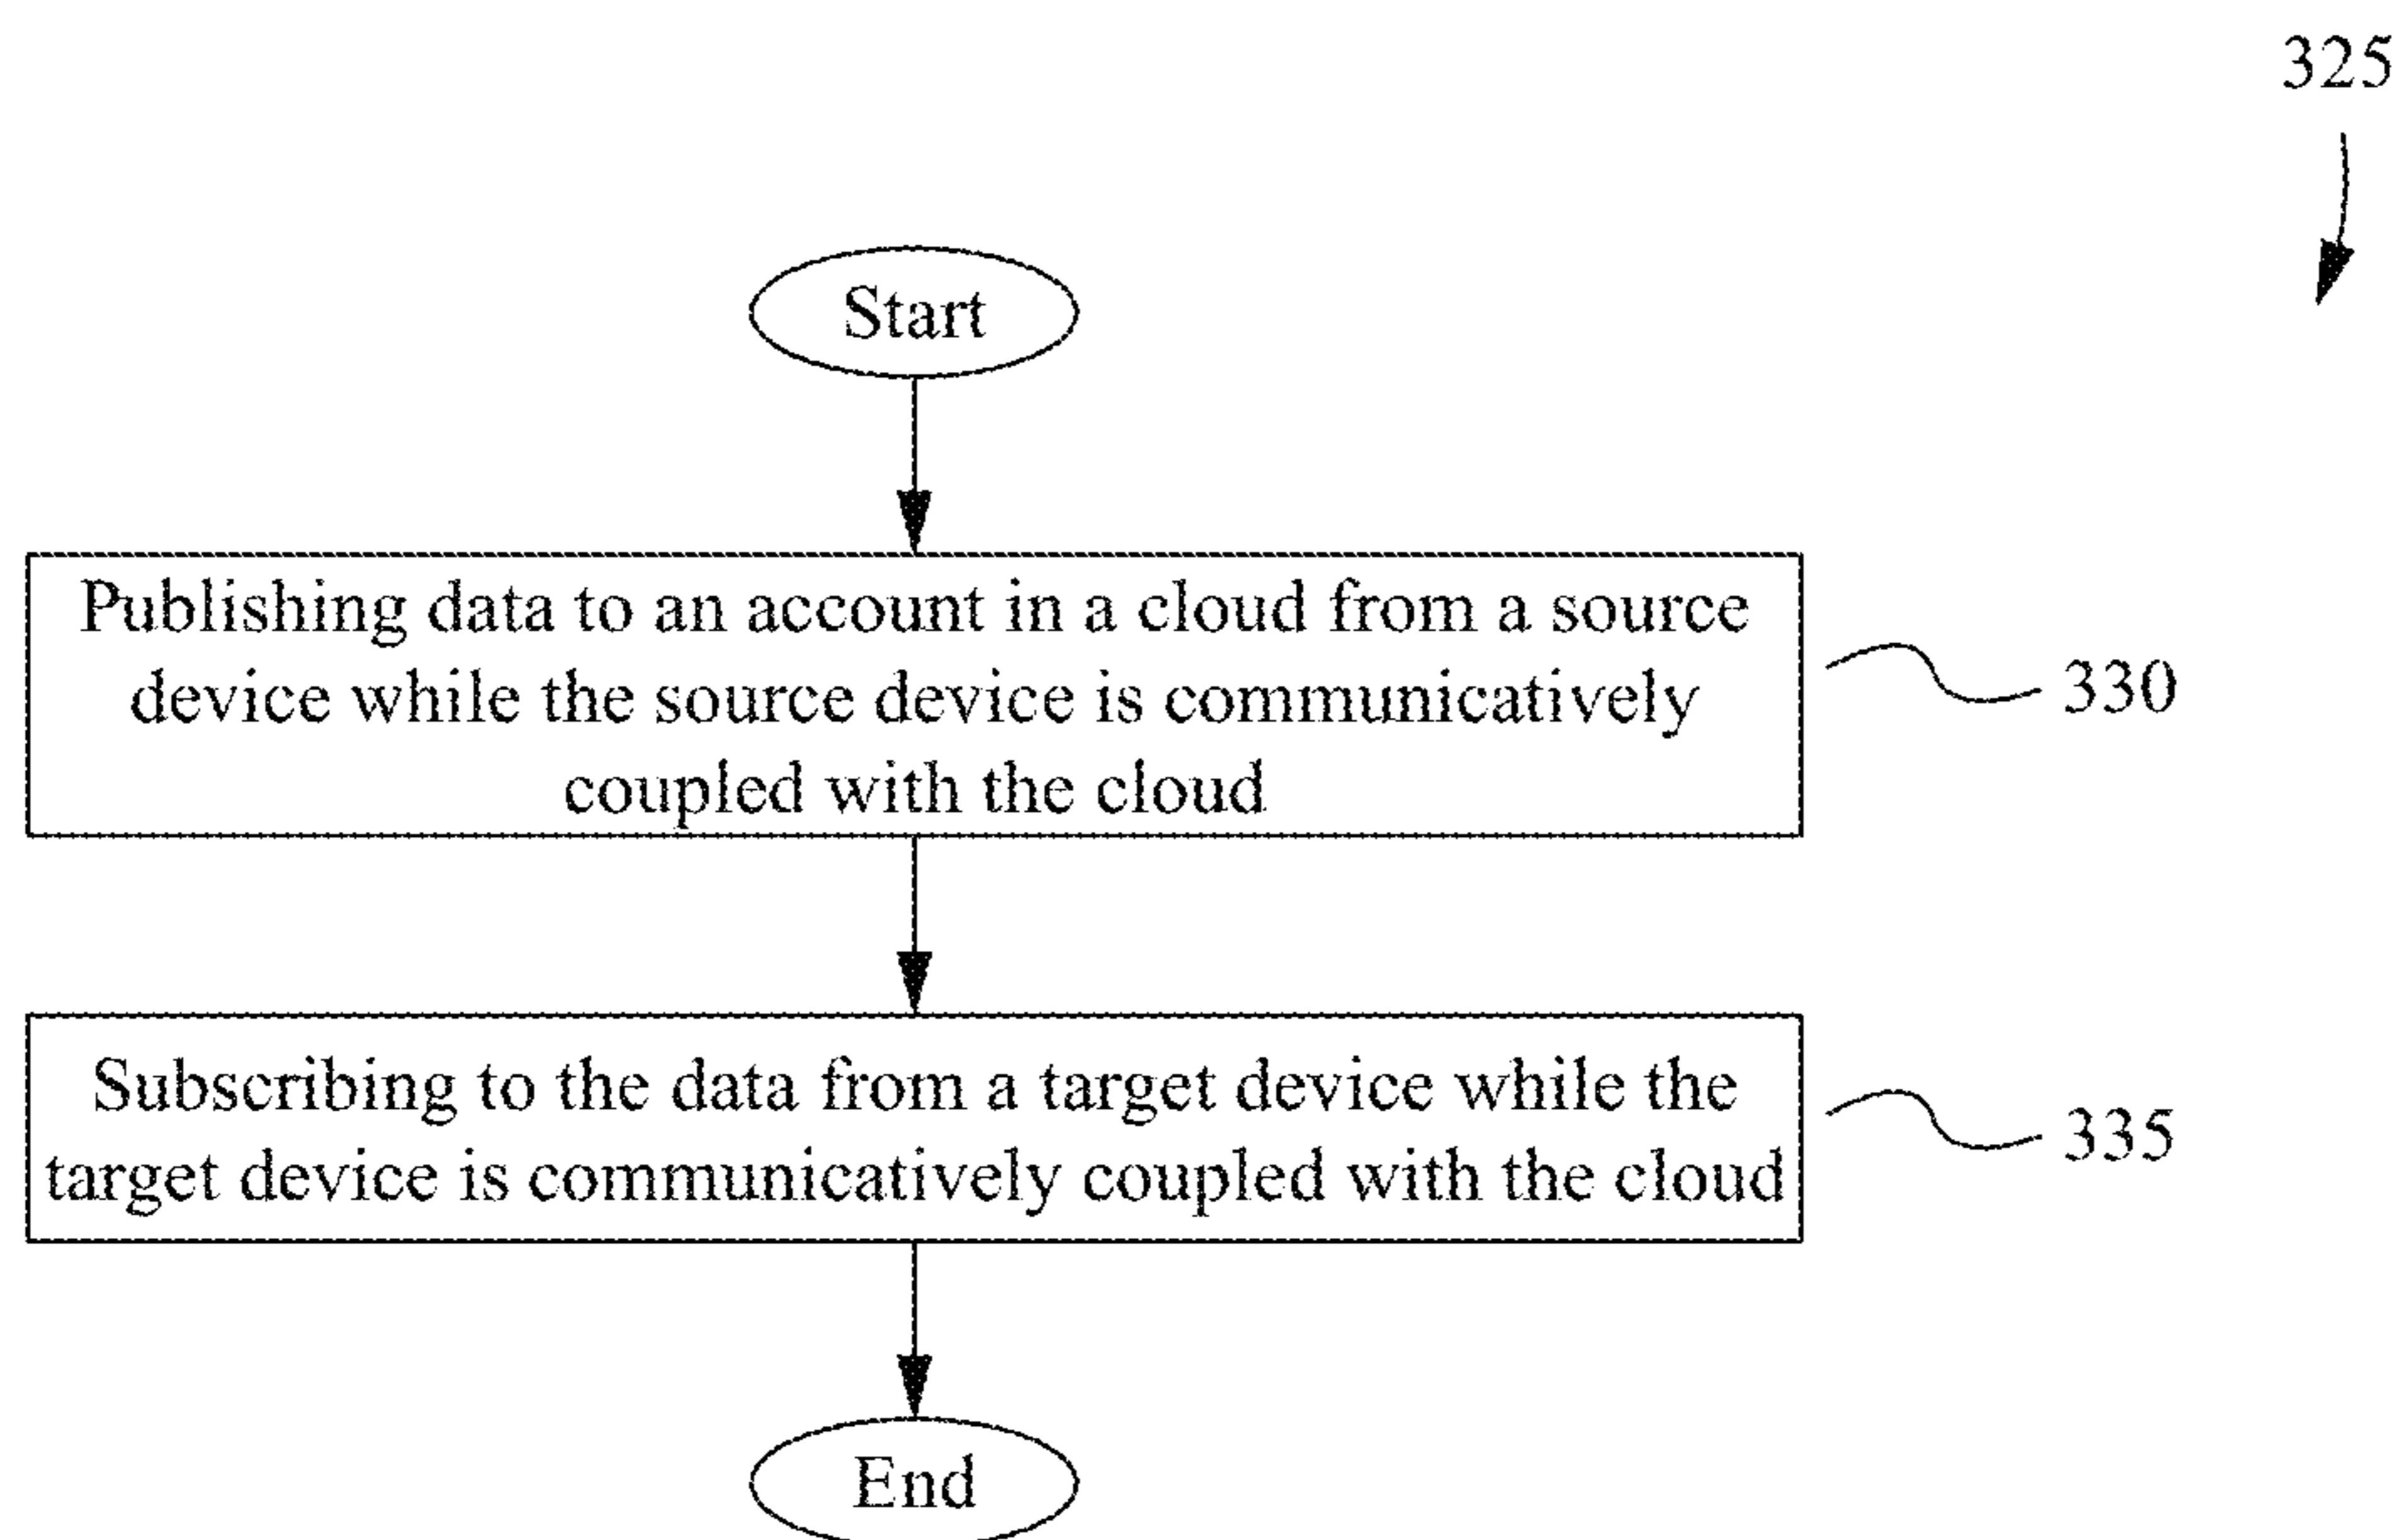 325
Start
Publishing data to an account in a cloud from a source
device while the source device is communicatively
coupled with the cloud
330
Subscribing to the data from a target device while the
target device is communicatively coupled with the cloud
335
End